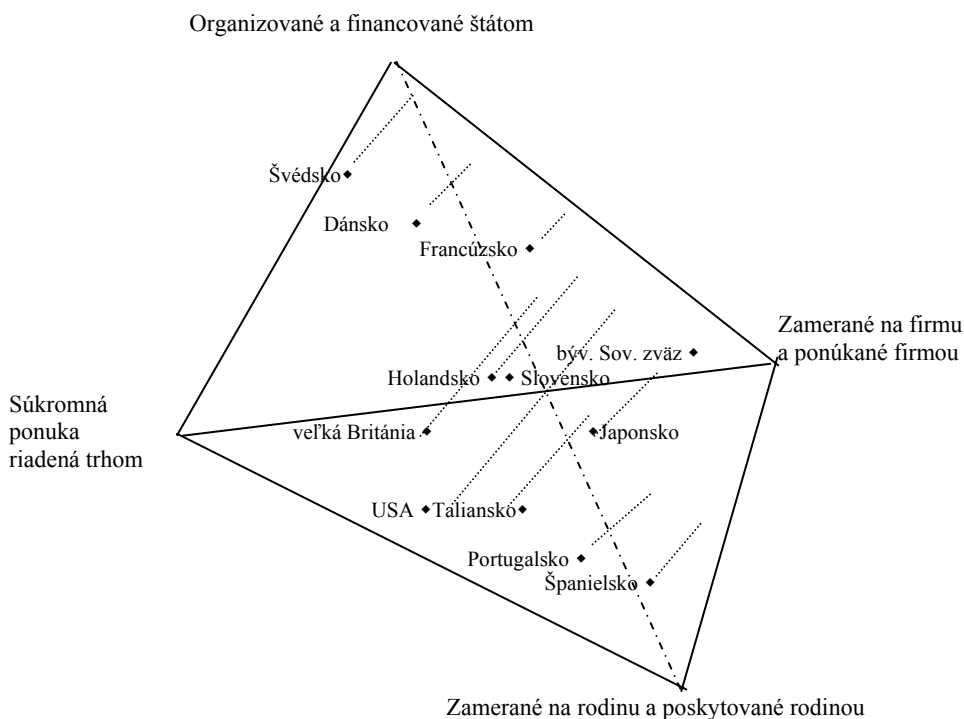 Organizované a financované štátom
Švédsko
Dánsko
Francúzsko
Zamerané na firmu
a ponúkané firmou
býv. Sov. zväz
Holandsko
Slovensko
Súkromná
ponuka
riadená trhom
veľká Británia
Japonsko
USA
Taliansko
Portugalsko
Španielsko
Zamerané na rodinu a poskytované rodinou